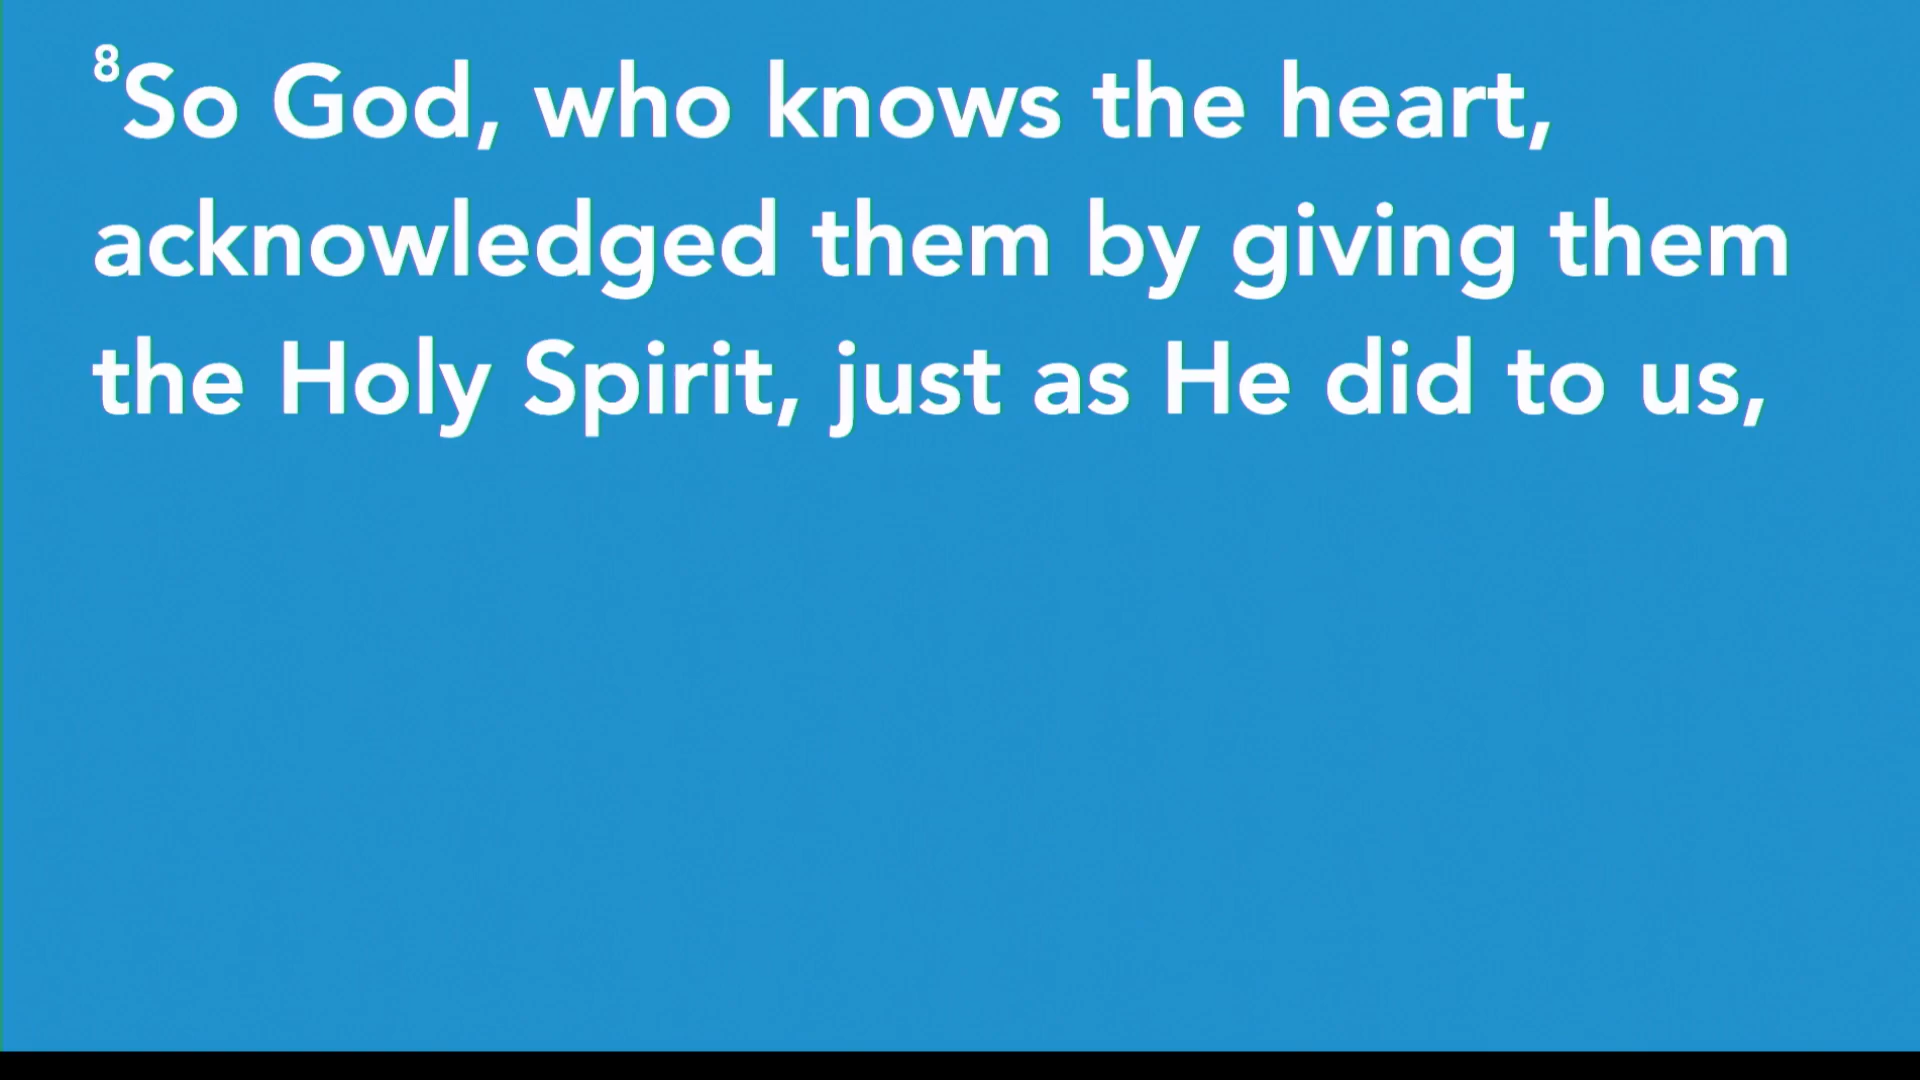 8So God, who knows the heart,
acknowledged them by giving them
the Holy Spirit, just as He did to us,